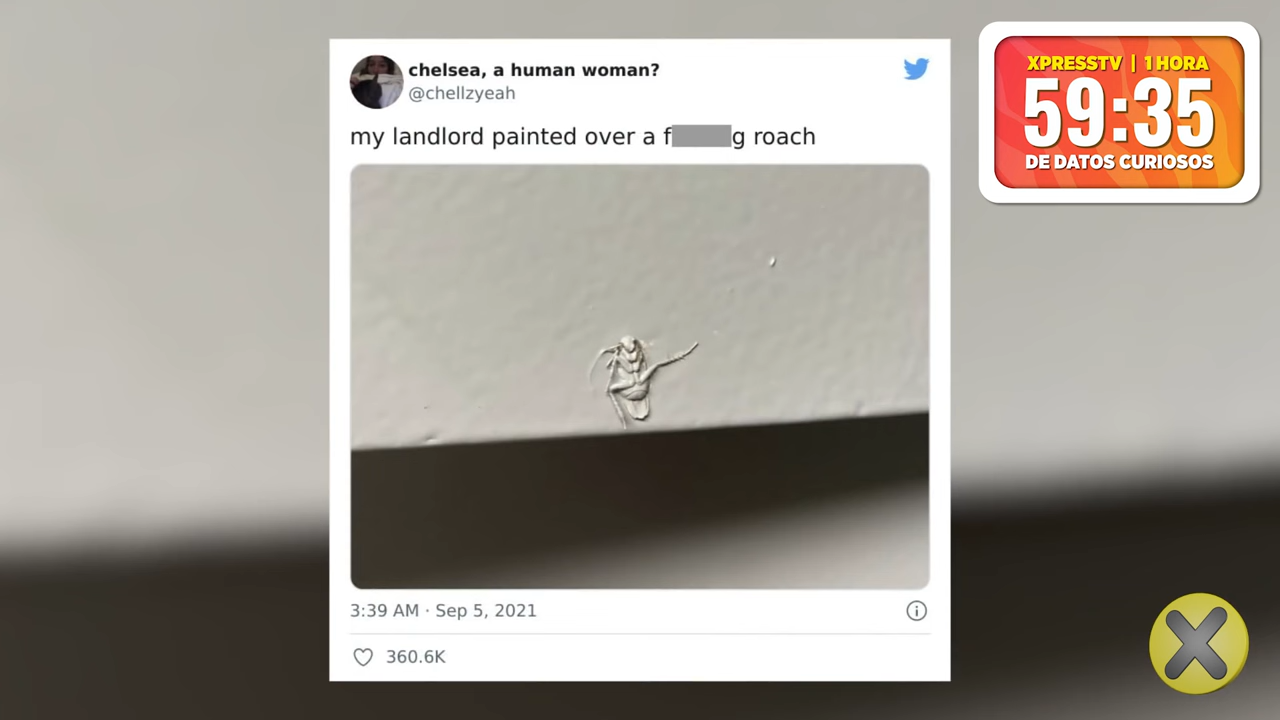 chelsea, a human woman?
@chellzyeah
my landlord painted over a f g roach
3:39 AM · Sep 5, 2021
360.6K
XPRESSTV | 1 HORA
59:35
DE DATOS CURIOSOS
X